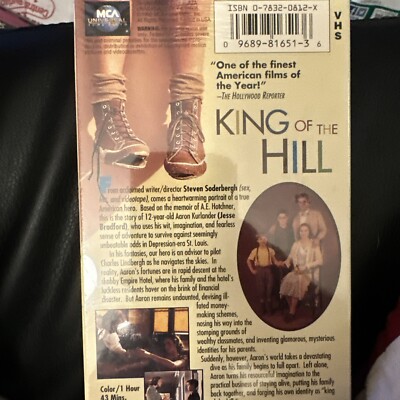 MCA
UNIVERSAL
WARNING:
ISBN 0-7832-0812-X
0 9689-81651-3 6
VHS
"One of the finest
American films of
the Year!"
–THE HOLLYWOOD REPORTER
KING OF THE
HILL
acclaimed writer/director Steven Soderbergh (sex,
and videotape), comes a heartwarming portrait of a true
American hero. Based on the memoir of A.E. Hotchner,
this is the story of 12-year-old Aaron Kurlander (Jesse
Bradford), who uses his wit, imagination, and fearless
sense of adventure to survive against seemingly
unbeatable odds in Depression-era St. Louis.
In his fantasies, our hero is an advisor to pilot
Charles Lindbergh as he navigates the skies. In
reality, Aaron's fortunes are in rapid descent at the
shabby Empire Hotel, where his family and the hotel's
luckless residents hover on the brink of financial
disaster. But Aaron remains undaunted, devising ill-
fated money-
making schemes,
nosing his way into the
stomping grounds of
wealthy classmates, and inventing glamorous, mysterious
identities for his parents.
Suddenly, however, Aaron's world takes a devastating
dive as his family begins to fall apart. Left alone,
Aaron turns his resourceful imagination to the
practical business of staying alive, putting his family
back together, and forging his own identity as "king
Color/1 Hour
43 Mins.